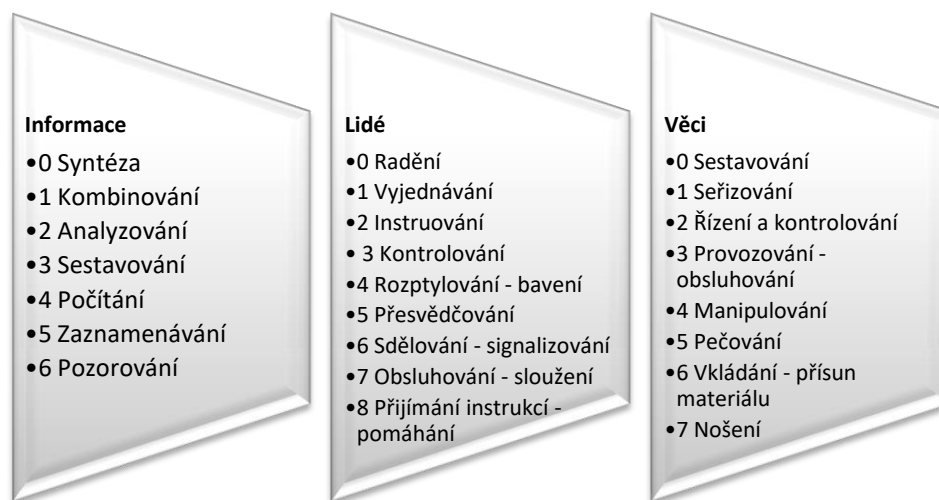 Informace
•0 Syntéza
•1 Kombinování
•2 Analyzování
•3 Sestavování
•4 Počítání
•5 Zaznamenávání
•6 Pozorování
Lidé
•0 Radění
•1 Vyjednávání
•2 Instruování
• 3 Kontrolování
•4 Rozptylování - bavení
•5 Přesvědčování
•6 Sdělování - signalizování
•7 Obsluhování - sloužení
•8 Přijímání instrukcí -
pomáhání
Věci
•0 Sestavování
•1 Seřizování
•2 Řízení a kontrolování
•3 Provozování -
obsluhování
•4 Manipulování
•5 Pečování
•6 Vkládání - přísun
materiálu
•7 Nošení